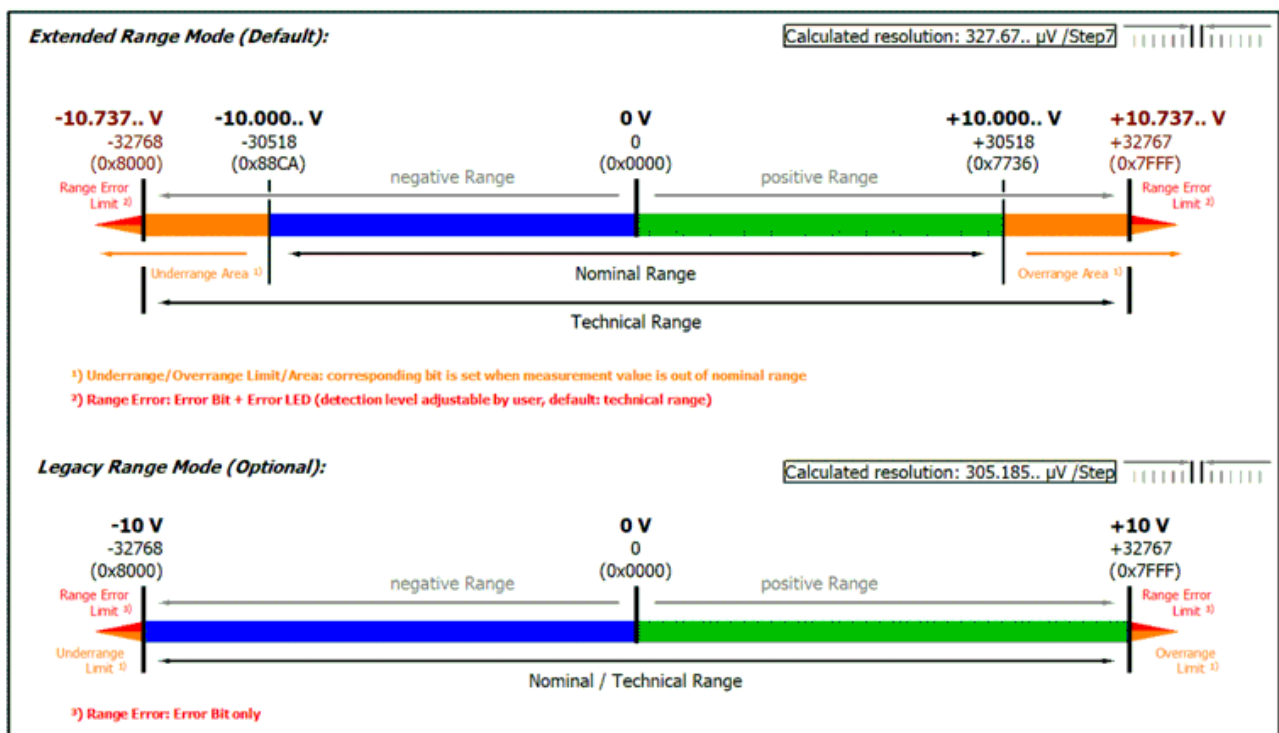 Extended Range Mode (Default):
Calculated resolution: 327.67.. µV /Step7
-10.737.. V -10.000.. V 0 V +10.000.. V +10.737.. V
-32768 -30518 0 +30518 +32767
(0x8000) (0x88CA) (0x0000) (0x7736) (0x7FFF)
negative Range positive Range
Range Error
Limit ²⁾
Range Error
Limit ²⁾
Underrange Area ¹⁾ Nominal Range Overrange Area ¹⁾
Technical Range
¹) Underrange/Overrange Limit/Area: corresponding bit is set when measurement value is out of nominal range
²) Range Error: Error Bit + Error LED (detection level adjustable by user, default: technical range)
Legacy Range Mode (Optional):
Calculated resolution: 305.185.. µV /Step
-10 V 0 V +10 V
-32768 0 +32767
(0x8000) (0x0000) (0x7FFF)
negative Range positive Range
Range Error
Limit ³⁾
Range Error
Limit ³⁾
Underrange
Limit ¹⁾
Overrange
Limit ¹⁾
Nominal / Technical Range
³) Range Error: Error Bit only